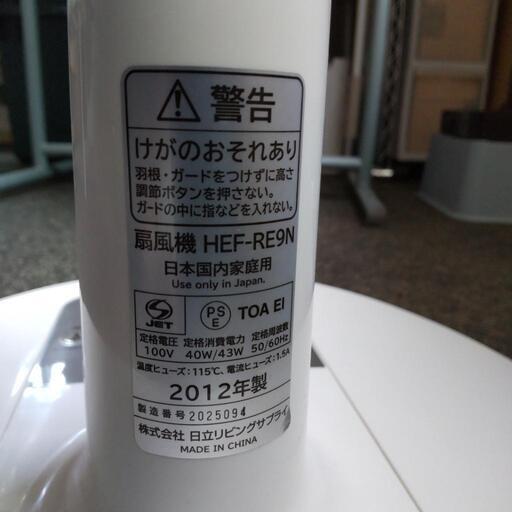 警告
けがのおそれあり
羽根・ガードをつけずに高さ
調節ボタンを押さない。
ガードの中に指などを入れない。
扇風機 HEF-RE9N
日本国内家庭用
Use only in Japan.
JET PS E TOA EI
定格電圧 定格消費電力 定格周波数
100V 40W/43W 50/60Hz
温度ヒューズ:115℃、電流ヒューズ:1.5A
2012年製
製造番号 2025094
株式会社 日立リビングサプライ
MADE IN CHINA